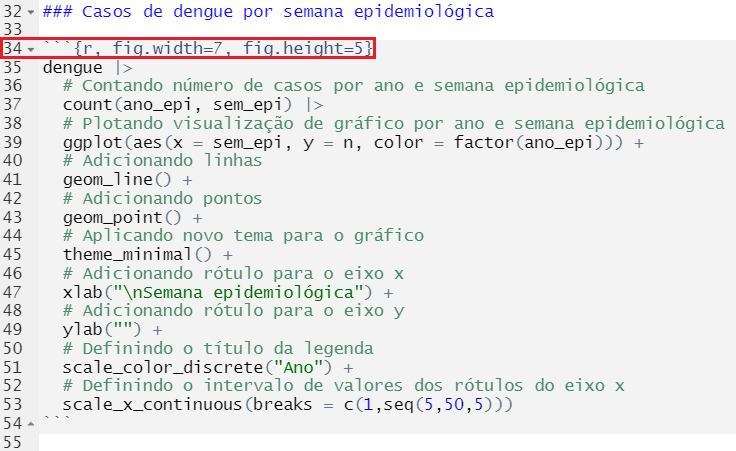 32 ### Casos de dengue por semana epidemiológica
33
34 ```{r, fig.width=7, fig.height=5}
35 dengue |>
36   # Contando número de casos por ano e semana epidemiológica
37   count(ano_epi, sem_epi) |>
38   # Plotando visualização de gráfico por ano e semana epidemiológica
39   ggplot(aes(x = sem_epi, y = n, color = factor(ano_epi))) +
40   # Adicionando linhas
41   geom_line() +
42   # Adicionando pontos
43   geom_point() +
44   # Aplicando novo tema para o gráfico
45   theme_minimal() +
46   # Adicionando rótulo para o eixo x
47   xlab("\nSemana epidemiológica") +
48   # Adicionando rótulo para o eixo y
49   ylab("") +
50   # Definindo o título da legenda
51   scale_color_discrete("Ano") +
52   # Definindo o intervalo de valores dos rótulos do eixo x
53   scale_x_continuous(breaks = c(1,seq(5,50,5)))
54 ```
55